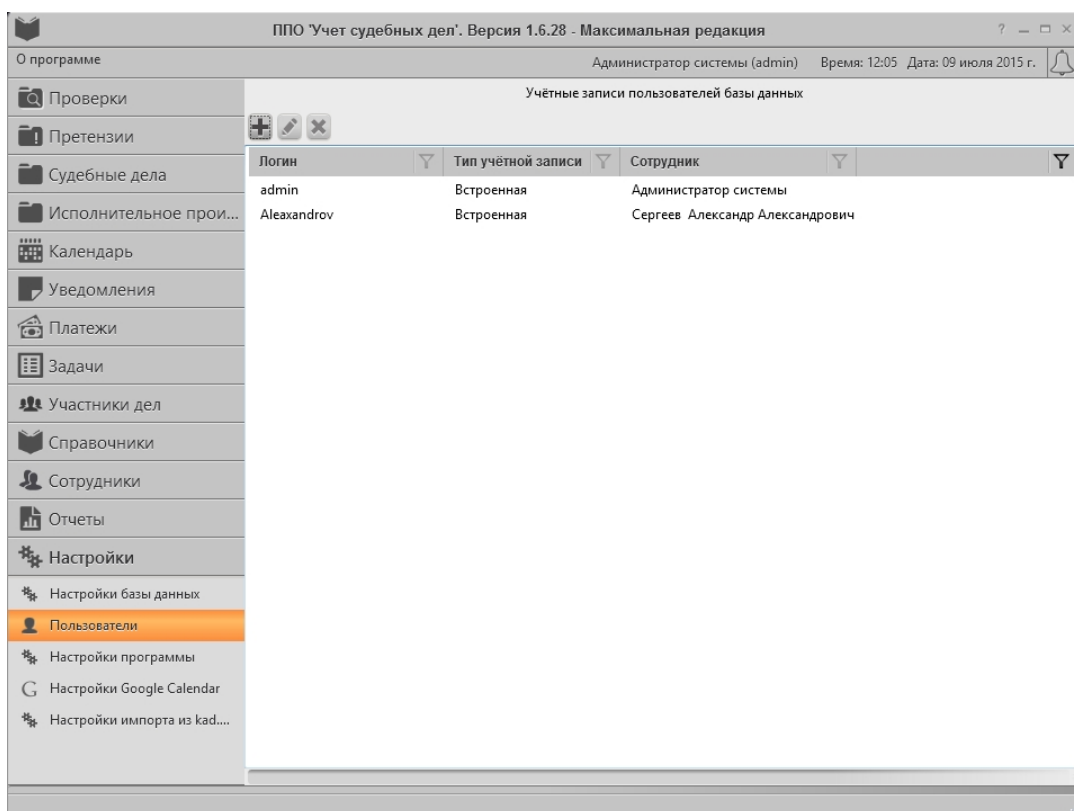 ППО 'Учет судебных дел'. Версия 1.6.28 - Максимальная редакция
О программе
Администратор системы (admin) Время: 12:05 Дата: 09 июля 2015 г.
Проверки
Претензии
Судебные дела
Исполнительное прои...
Календарь
Уведомления
Платежи
Задачи
Участники дел
Справочники
Сотрудники
Отчеты
Настройки
Настройки базы данных
Пользователи
Настройки программы
Настройки Google Calendar
Настройки импорта из kad....
Учётные записи пользователей базы данных
Логин Тип учётной записи Сотрудник
admin Встроенная Администратор системы
Aleaxandrov Встроенная Сергеев Александр Александрович